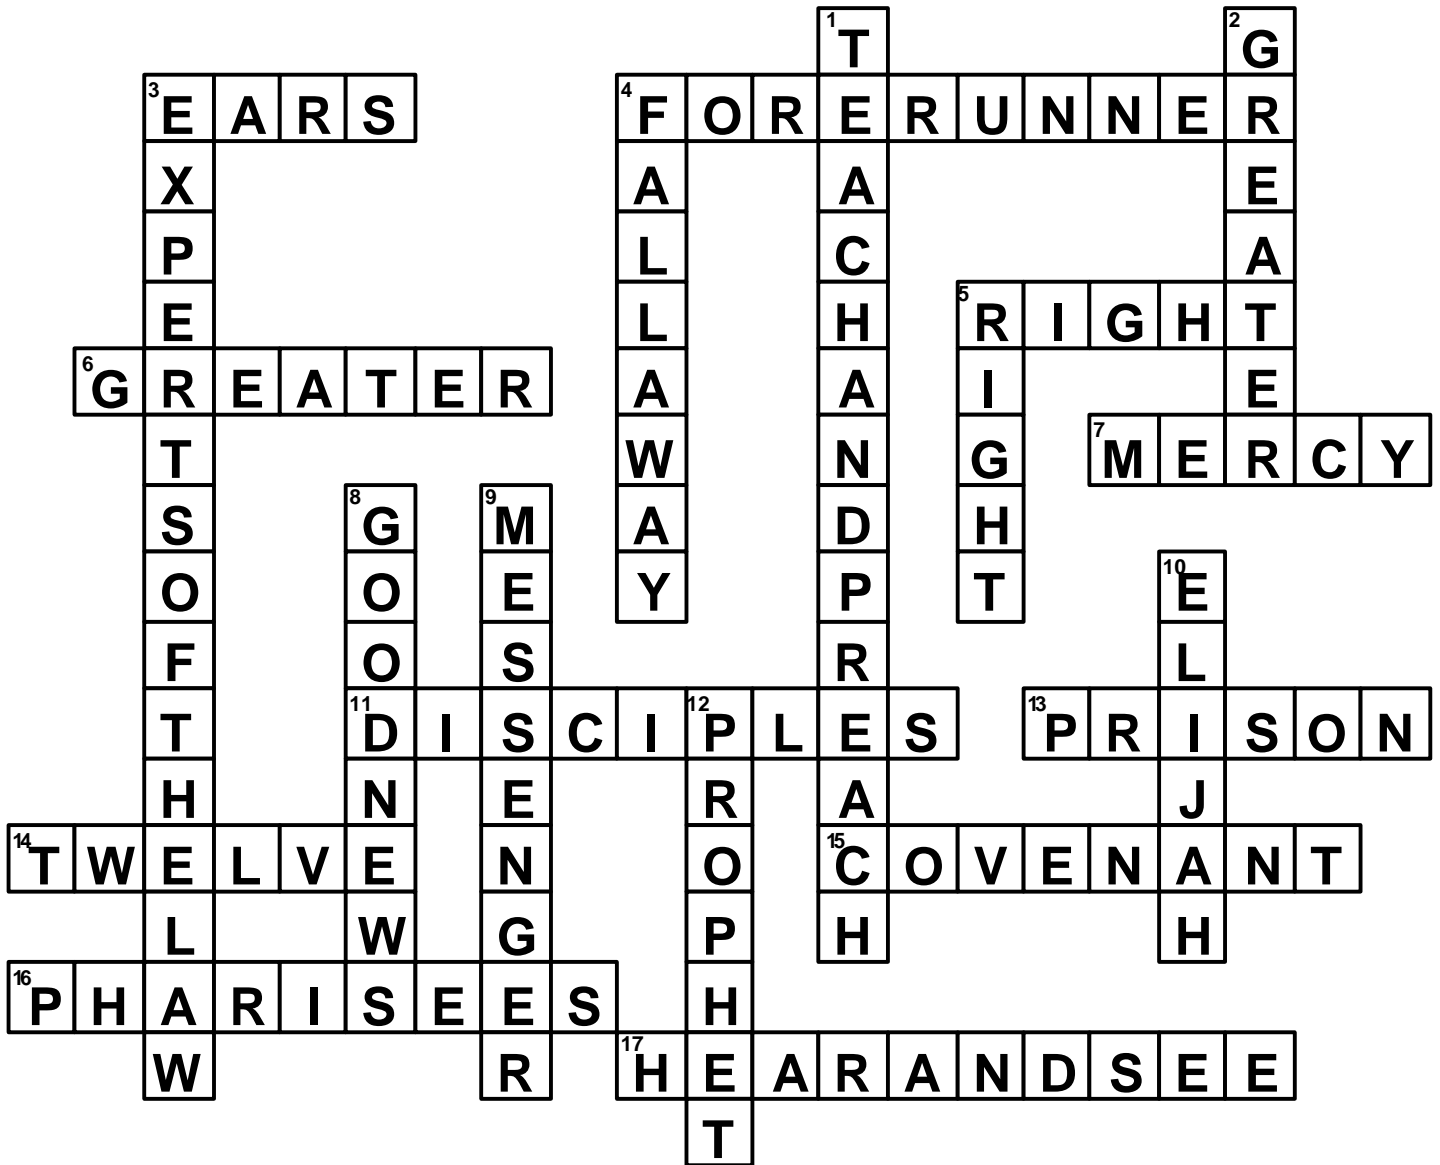 1 T 2 G
3 E A R S 4 F O R E R U N N E R
X A A E
P L C A
E L H 5 R I G H T
6 G R E A T E R A A I E
T W N G 7 M E R C Y
S 8 G 9 M A D H
O O E Y P T 10 E
F O S R L
T 11 D I S C I 12 P L E S 13 P R I S O N
H N E R A J
14 T W E L V E N O 15 C O V E N A N T
L W G P H H
16 P H A R I S E E S H
W R 17 H E A R A N D S E E
T